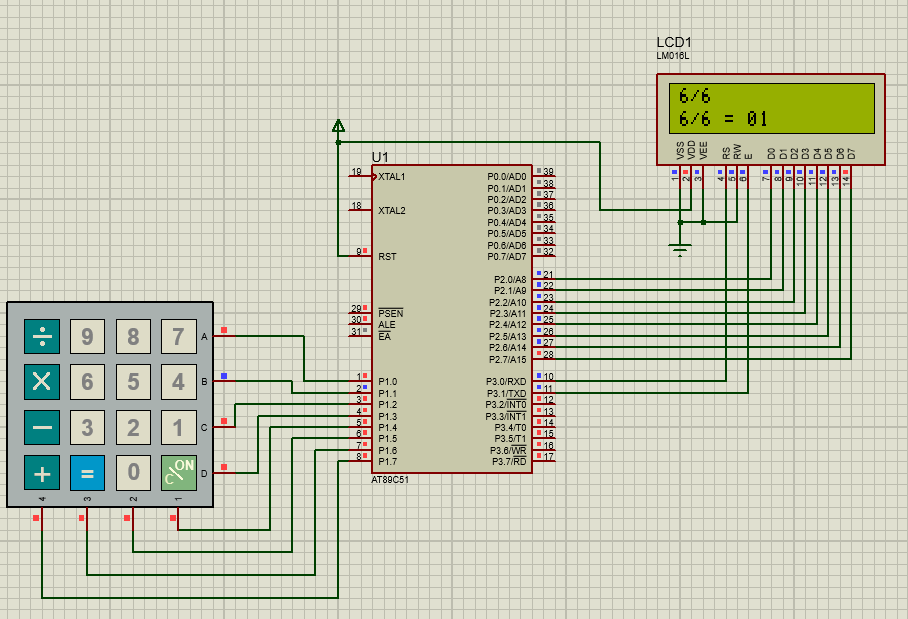 LCD1
LM016L
6/6
6/6 = 01
VSS VDD VEE RS RW E D0 D1 D2 D3 D4 D5 D6 D7
1 2 3 4 5 6 7 8 9 10 11 12 13 14
U1
19 XTAL1 P0.0/AD0 39
P0.1/AD1 38
P0.2/AD2 37
18 XTAL2 P0.3/AD3 36
P0.4/AD4 35
P0.5/AD5 34
P0.6/AD6 33
9 RST P0.7/AD7 32
P2.0/A8 21
P2.1/A9 22
P2.2/A10 23
29 PSEN P2.3/A11 24
30 ALE P2.4/A12 25
31 EA P2.5/A13 26
P2.6/A14 27
P2.7/A15 28
1 P1.0 P3.0/RXD 10
2 P1.1 P3.1/TXD 11
3 P1.2 P3.2/INT0 12
4 P1.3 P3.3/INT1 13
5 P1.4 P3.4/T0 14
6 P1.5 P3.5/T1 15
7 P1.6 P3.6/WR 16
8 P1.7 P3.7/RD 17
AT89C51
÷ 9 8 7 A
× 6 5 4 B
− 3 2 1 C
+ = 0 ON/C D
4 3 2 1